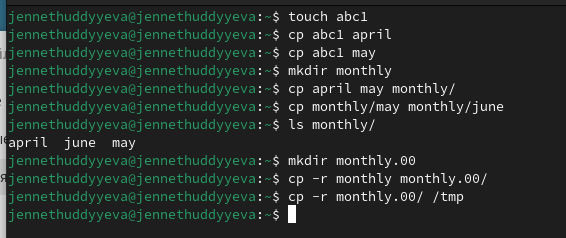 jennethuddyyeva@jennethuddyyeva:~$ touch abc1
jennethuddyyeva@jennethuddyyeva:~$ cp abc1 april
jennethuddyyeva@jennethuddyyeva:~$ cp abc1 may
jennethuddyyeva@jennethuddyyeva:~$ mkdir monthly
jennethuddyyeva@jennethuddyyeva:~$ cp april may monthly/
jennethuddyyeva@jennethuddyyeva:~$ cp monthly/may monthly/june
jennethuddyyeva@jennethuddyyeva:~$ ls monthly/
april  june  may
jennethuddyyeva@jennethuddyyeva:~$ mkdir monthly.00
jennethuddyyeva@jennethuddyyeva:~$ cp -r monthly monthly.00/
jennethuddyyeva@jennethuddyyeva:~$ cp -r monthly.00/ /tmp
jennethuddyyeva@jennethuddyyeva:~$